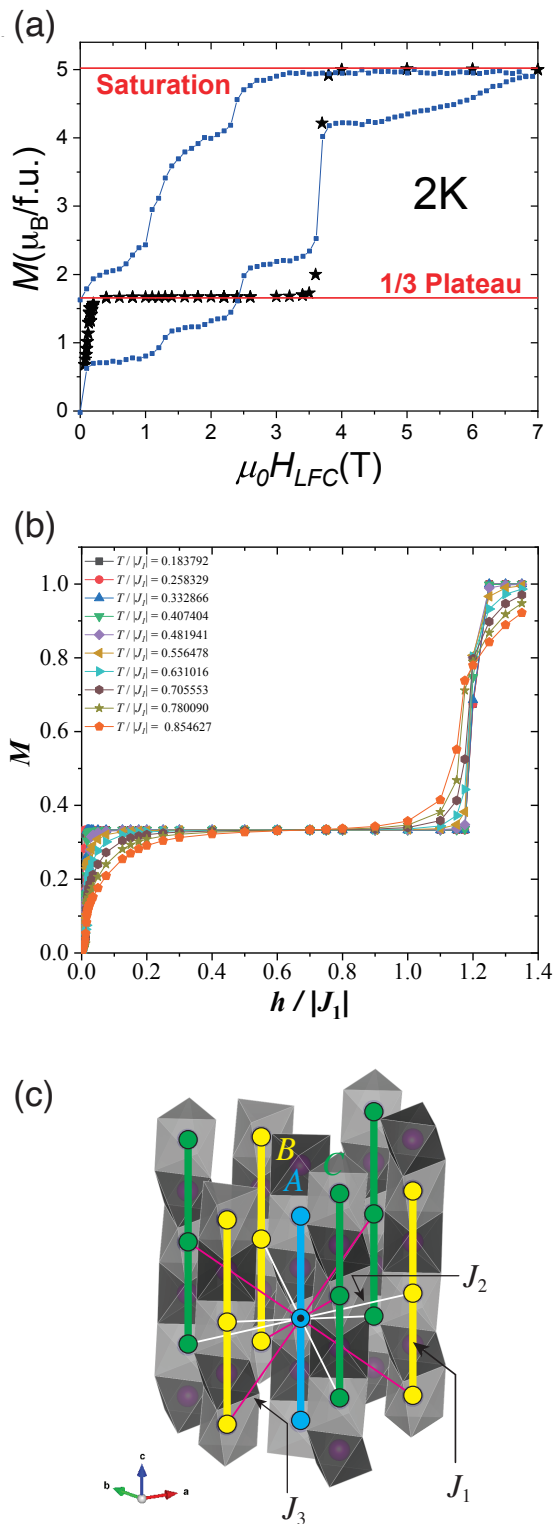 (a)
5
4
3
2
1
0
M(μB/f.u.)
Saturation
2K
1/3 Plateau
0 1 2 3 4 5 6 7
μ0HLFC(T)
(b)
1.0
0.8
0.6
0.4
0.2
0.0
M
T / |J1| = 0.183792
T / |J1| = 0.258329
T / |J1| = 0.332866
T / |J1| = 0.407404
T / |J1| = 0.481941
T / |J1| = 0.556478
T / |J1| = 0.631016
T / |J1| = 0.705553
T / |J1| = 0.780090
T / |J1| = 0.854627
0.0 0.2 0.4 0.6 0.8 1.0 1.2 1.4
h / |J1|
(c)
B
C
A
J2
J1
J3
c
b
a